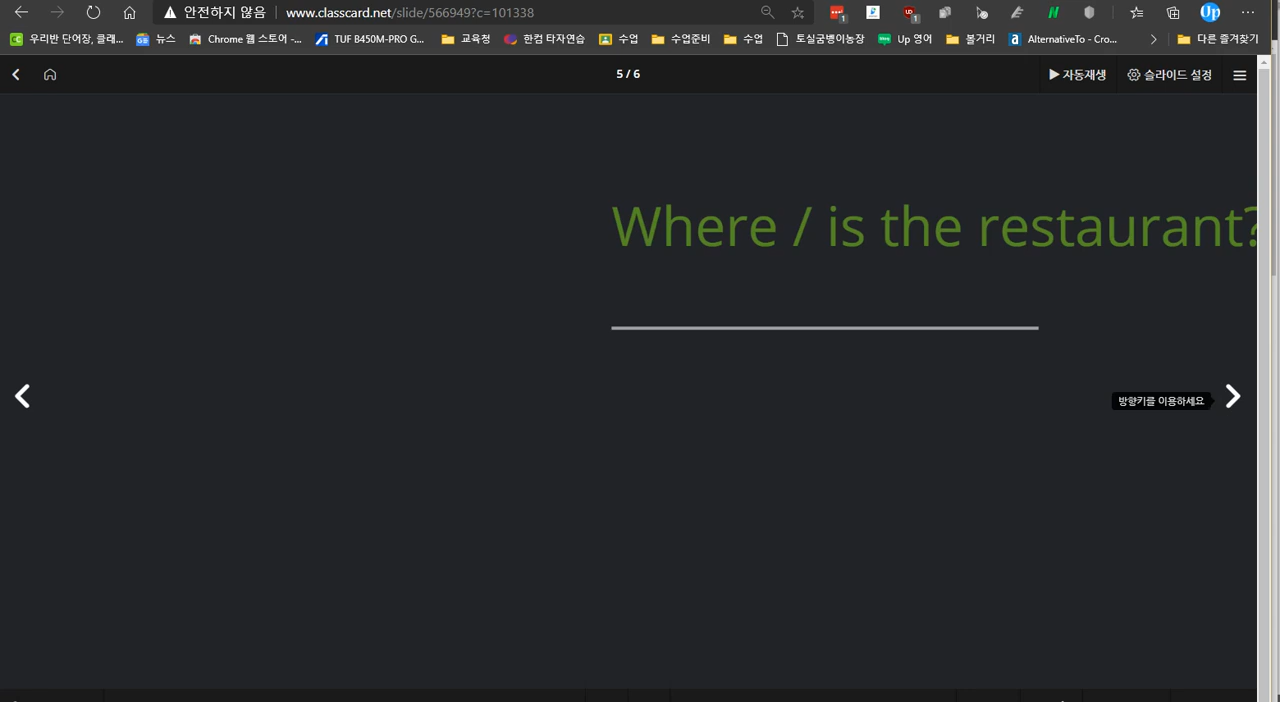 안전하지 않음 www.classcard.net/slide/566949?c=101338
우리반 단어장, 클래... 뉴스 Chrome 웹 스토어 -... TUF B450M-PRO G... 교육청 한컴 타자연습 수업 수업준비 수업 토실굼벵이농장 Up 영어 볼거리 AlternativeTo - Cro... 다른 즐겨찾기
5 / 6 자동재생 슬라이드 설정
Where / is the restaurant?
방향키를 이용하세요